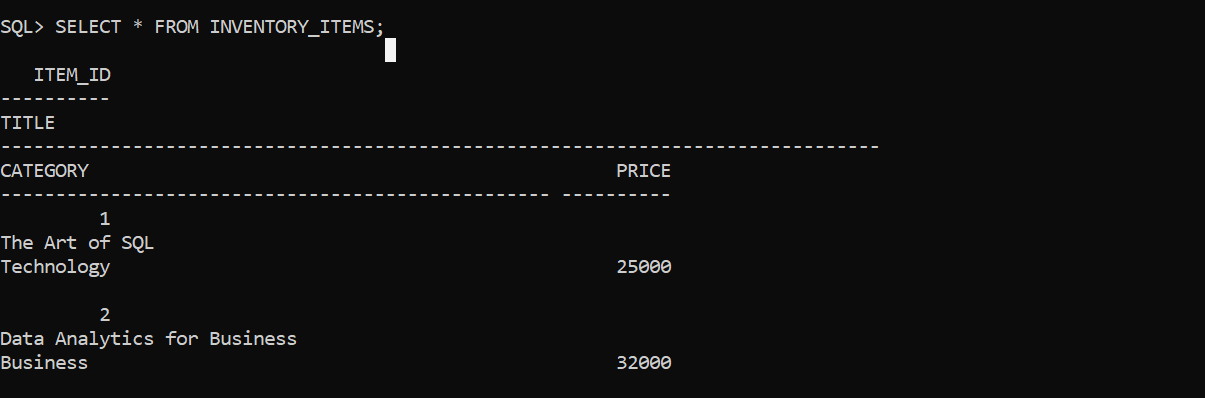 SQL> SELECT * FROM INVENTORY_ITEMS;
   ITEM_ID
----------
TITLE
--------------------------------------------------------------------------------
CATEGORY                                                PRICE
-------------------------------------------------- ----------
         1
The Art of SQL
Technology                                              25000
         2
Data Analytics for Business
Business                                                32000